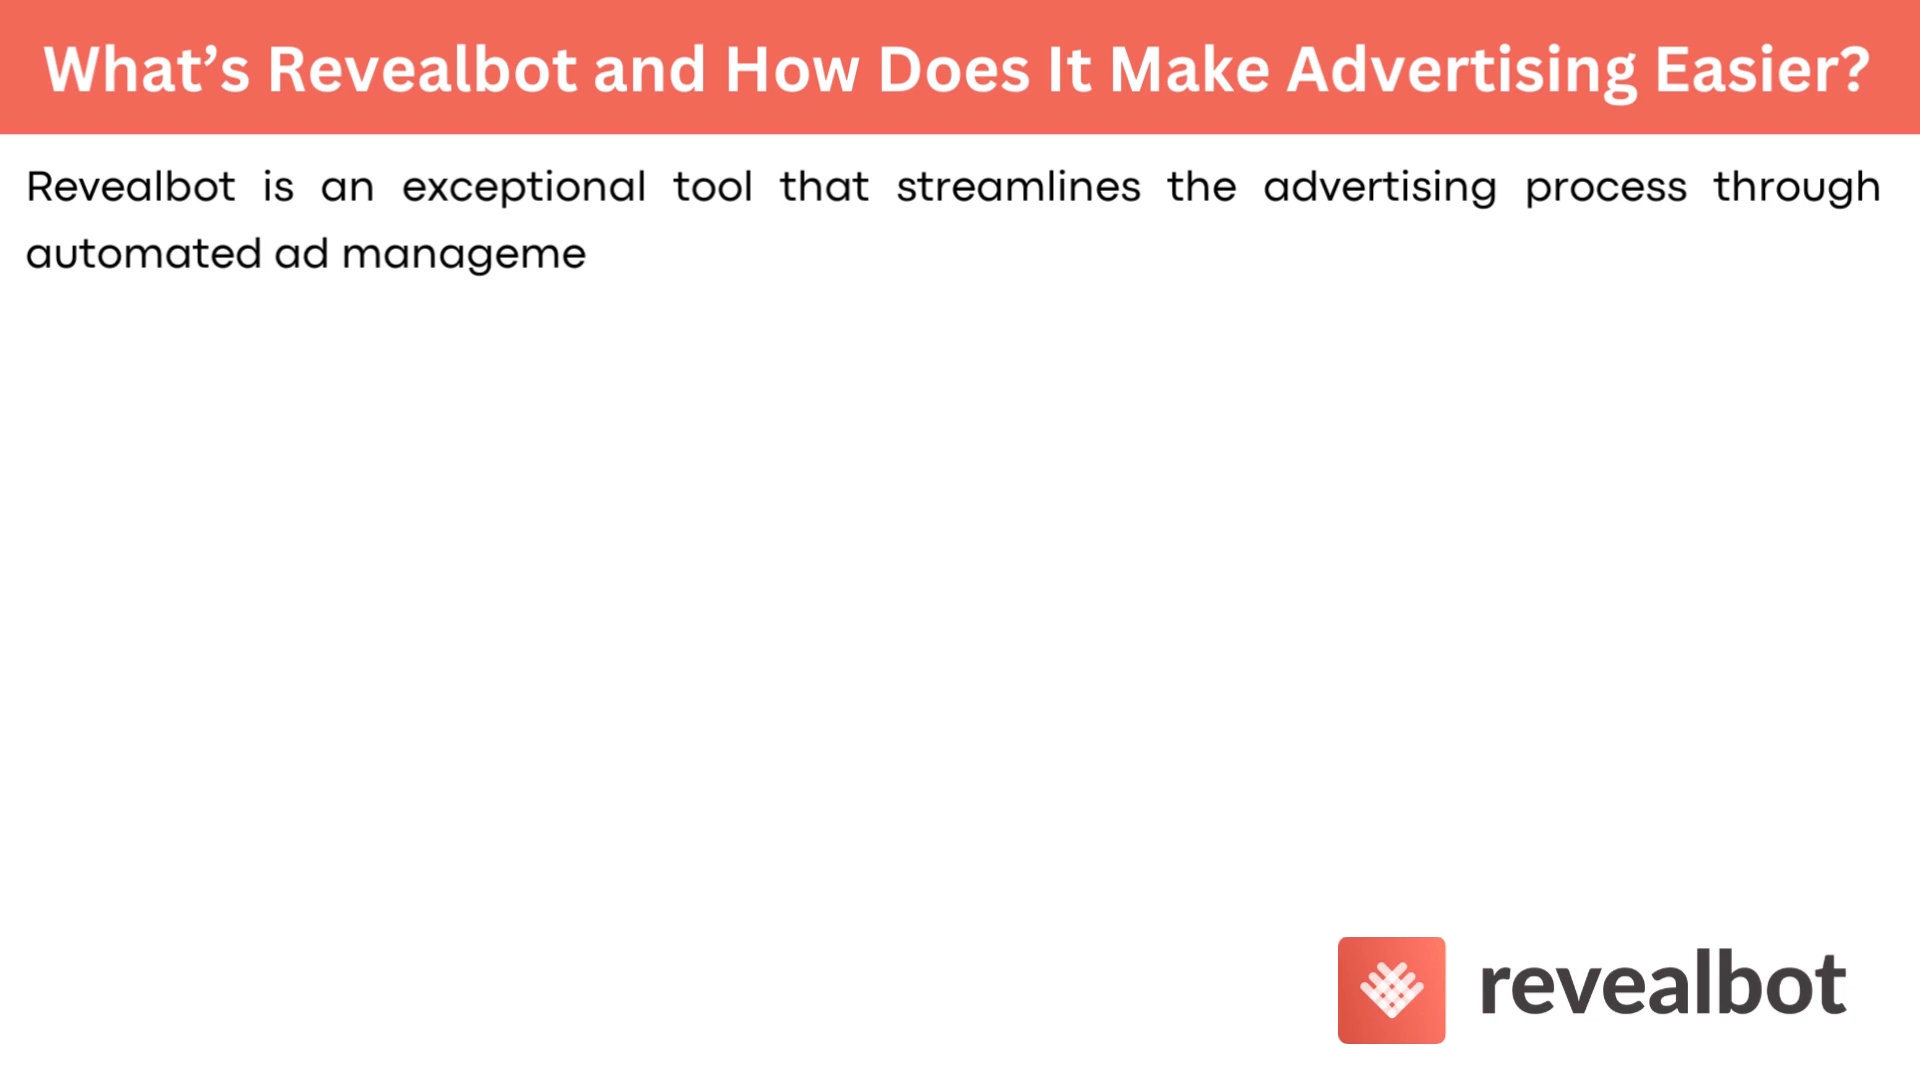 What’s Revealbot and How Does It Make Advertising Easier?
Revealbot is an exceptional tool that streamlines the advertising process through
automated ad manageme
revealbot